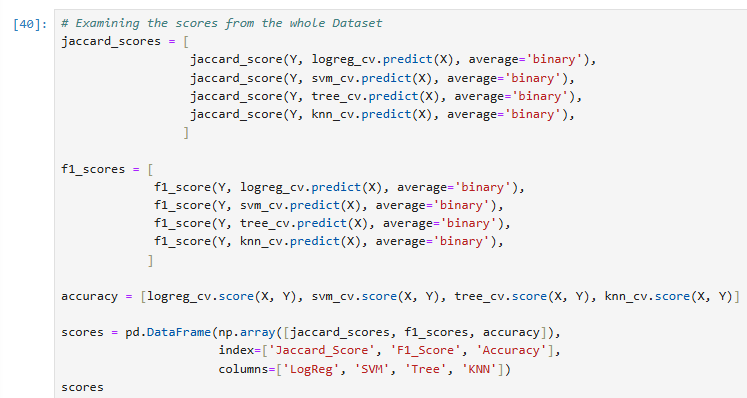 [40]: # Examining the scores from the whole Dataset
jaccard_scores = [
jaccard_score(Y, logreg_cv.predict(X), average='binary'),
jaccard_score(Y, svm_cv.predict(X), average='binary'),
jaccard_score(Y, tree_cv.predict(X), average='binary'),
jaccard_score(Y, knn_cv.predict(X), average='binary'),
]
f1_scores = [
f1_score(Y, logreg_cv.predict(X), average='binary'),
f1_score(Y, svm_cv.predict(X), average='binary'),
f1_score(Y, tree_cv.predict(X), average='binary'),
f1_score(Y, knn_cv.predict(X), average='binary'),
]
accuracy = [logreg_cv.score(X, Y), svm_cv.score(X, Y), tree_cv.score(X, Y), knn_cv.score(X, Y)]
scores = pd.DataFrame(np.array([jaccard_scores, f1_scores, accuracy]),
index=['Jaccard_Score', 'F1_Score', 'Accuracy'],
columns=['LogReg', 'SVM', 'Tree', 'KNN'])
scores